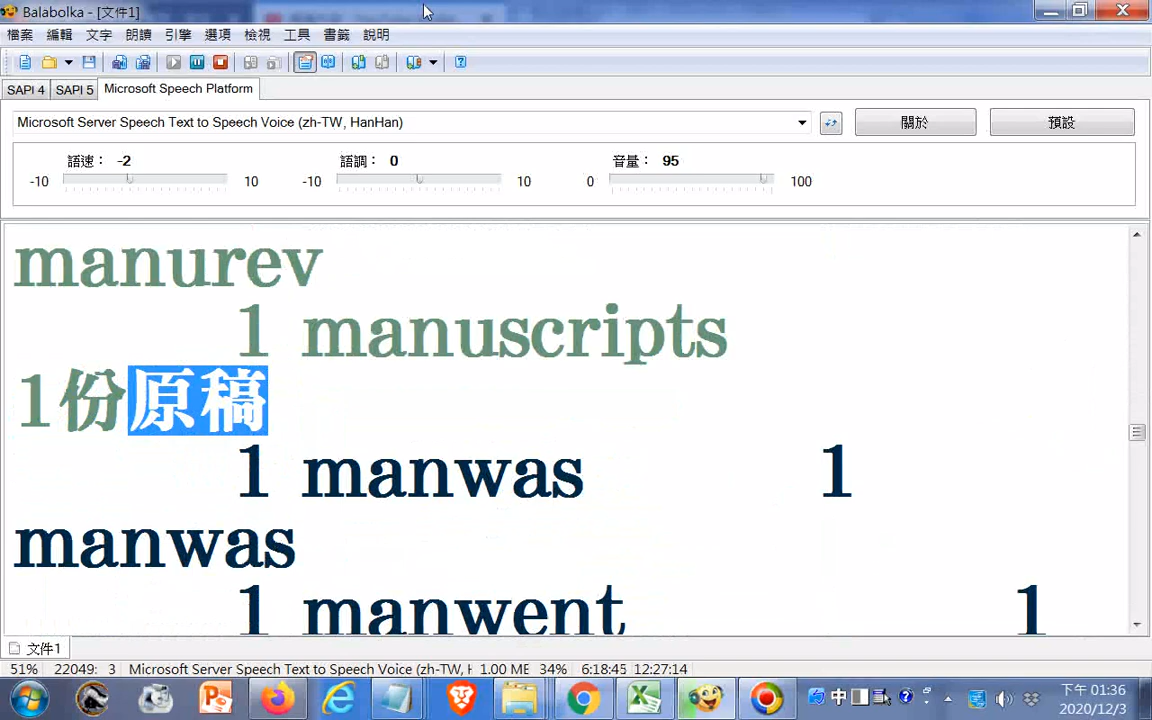 Balabolka - [文件1]
檔案 編輯 文字 朗讀 引擎 選項 檢視 工具 書籤 說明
SAPI 4 SAPI 5 Microsoft Speech Platform
Microsoft Server Speech Text to Speech Voice (zh-TW, HanHan) 關於 預設
語速： -2 語調： 0 音量： 95
-10 10 -10 10 0 100
manurev
1 manuscripts
1份原稿
1 manwas 1
manwas
1 manwent 1
文件1
51% 22049: 3 Microsoft Server Speech Text to Speech Voice (zh-TW, H 1.00 ME 34% 6:18:45 12:27:14
中 下午 01:36
2020/12/3